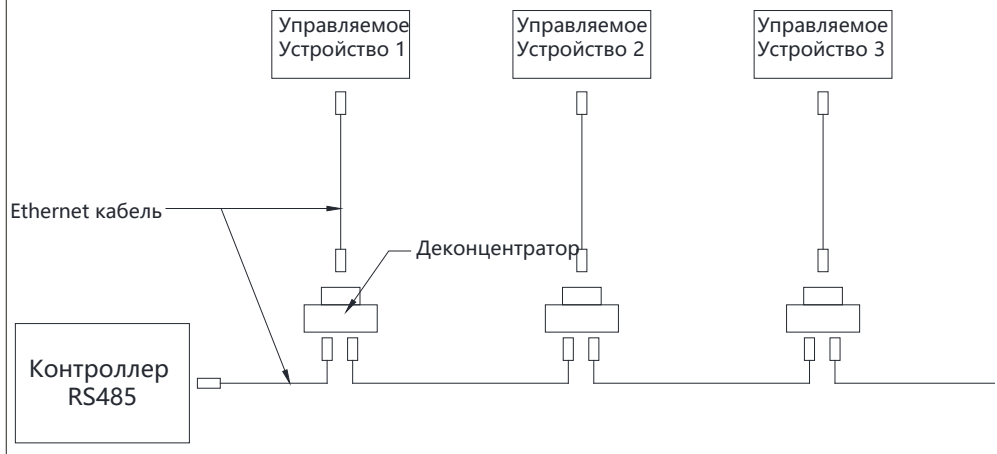 Управляемое
Устройство 1
Управляемое
Устройство 2
Управляемое
Устройство 3
Ethernet кабель
Деконцентратор
Контроллер
RS485